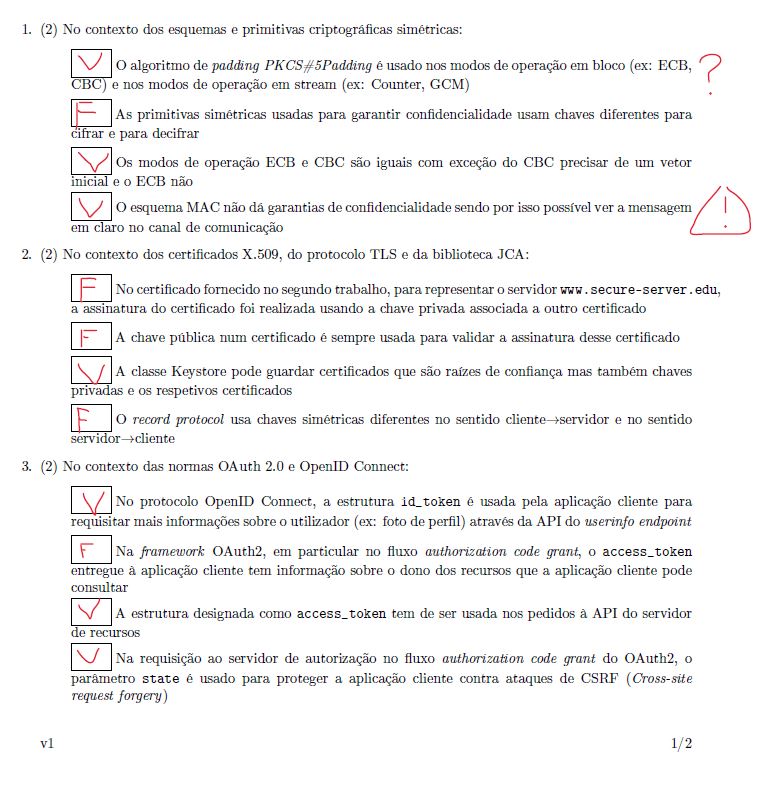 1. (2) No contexto dos esquemas e primitivas criptográficas simétricas:
V O algoritmo de padding PKCS#5Padding é usado nos modos de operação em bloco (ex: ECB, ?
CBC) e nos modos de operação em stream (ex: Counter, GCM)
F As primitivas simétricas usadas para garantir confidencialidade usam chaves diferentes para
cifrar e para decifrar
V Os modos de operação ECB e CBC são iguais com exceção do CBC precisar de um vetor
inicial e o ECB não
V O esquema MAC não dá garantias de confidencialidade sendo por isso possível ver a mensagem !
em claro no canal de comunicação
2. (2) No contexto dos certificados X.509, do protocolo TLS e da biblioteca JCA:
F No certificado fornecido no segundo trabalho, para representar o servidor www.secure-server.edu,
a assinatura do certificado foi realizada usando a chave privada associada a outro certificado
F A chave pública num certificado é sempre usada para validar a assinatura desse certificado
V A classe Keystore pode guardar certificados que são raízes de confiança mas também chaves
privadas e os respetivos certificados
F O record protocol usa chaves simétricas diferentes no sentido cliente→servidor e no sentido
servidor→cliente
3. (2) No contexto das normas OAuth 2.0 e OpenID Connect:
V No protocolo OpenID Connect, a estrutura id_token é usada pela aplicação cliente para
requisitar mais informações sobre o utilizador (ex: foto de perfil) através da API do userinfo endpoint
F Na framework OAuth2, em particular no fluxo authorization code grant, o access_token
entregue à aplicação cliente tem informação sobre o dono dos recursos que a aplicação cliente pode
consultar
V A estrutura designada como access_token tem de ser usada nos pedidos à API do servidor
de recursos
V Na requisição ao servidor de autorização no fluxo authorization code grant do OAuth2, o
parâmetro state é usado para proteger a aplicação cliente contra ataques de CSRF (Cross-site
request forgery)
v1 1/2